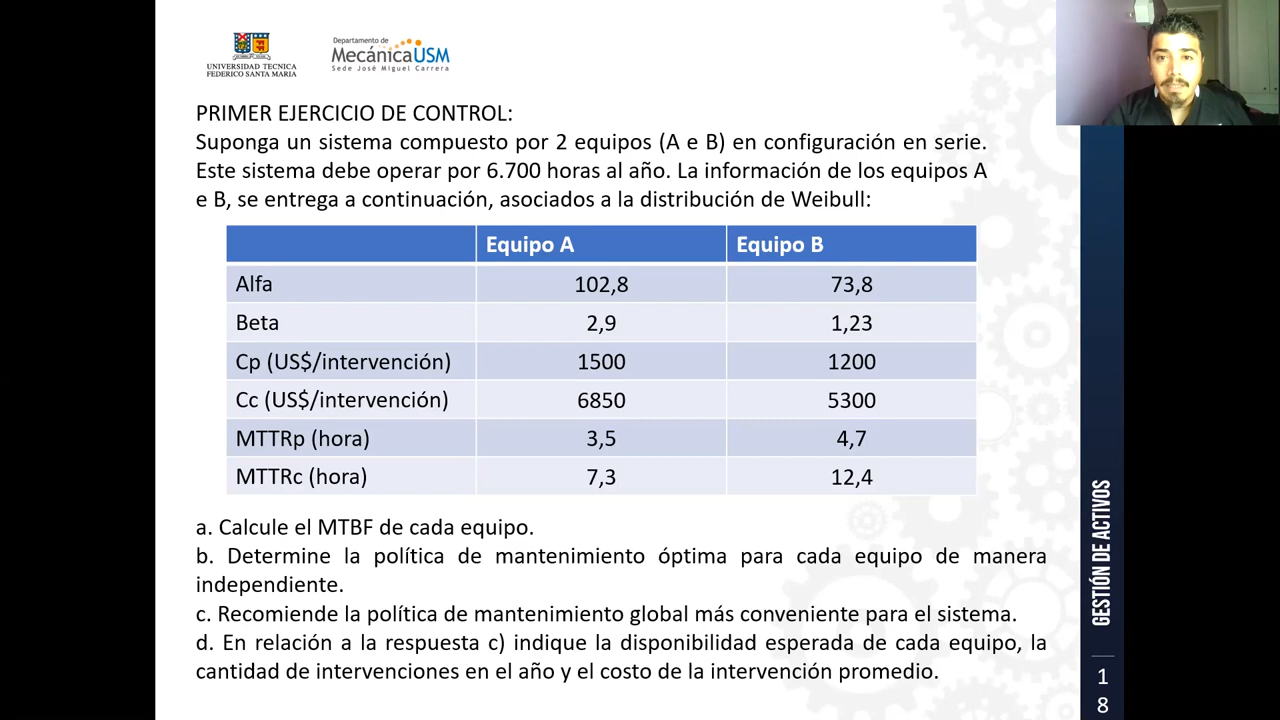 UNIVERSIDAD TECNICA
FEDERICO SANTA MARIA
Departamento de
MecánicaUSM
Sede José Miguel Carrera
PRIMER EJERCICIO DE CONTROL:
Suponga un sistema compuesto por 2 equipos (A e B) en configuración en serie.
Este sistema debe operar por 6.700 horas al año. La información de los equipos A
e B, se entrega a continuación, asociados a la distribución de Weibull:
Equipo A Equipo B
Alfa 102,8 73,8
Beta 2,9 1,23
Cp (US$/intervención) 1500 1200
Cc (US$/intervención) 6850 5300
MTTRp (hora) 3,5 4,7
MTTRc (hora) 7,3 12,4
a. Calcule el MTBF de cada equipo.
b. Determine la política de mantenimiento óptima para cada equipo de manera
independiente.
c. Recomiende la política de mantenimiento global más conveniente para el sistema.
d. En relación a la respuesta c) indique la disponibilidad esperada de cada equipo, la
cantidad de intervenciones en el año y el costo de la intervención promedio.
GESTIÓN DE ACTIVOS
1
8